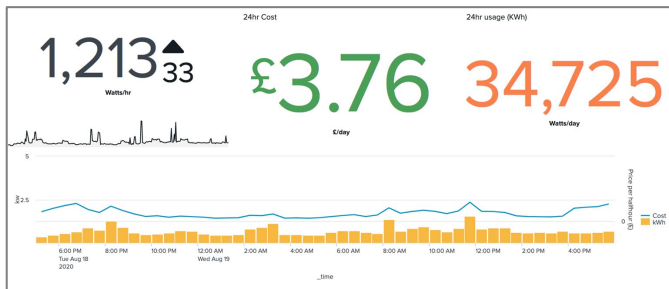 24hr Cost
24hr usage (KWh)
1,213
33
Watts/hr
£3.76
£/day
34,725
Watts/day
5
2.5
kw
0
Price per halfhour (£)
Cost
kWh
6:00 PM 8:00 PM 10:00 PM 12:00 AM 2:00 AM 4:00 AM 6:00 AM 8:00 AM 10:00 AM 12:00 PM 2:00 PM 4:00 PM
Tue Aug 18 Wed Aug 19
2020
_time